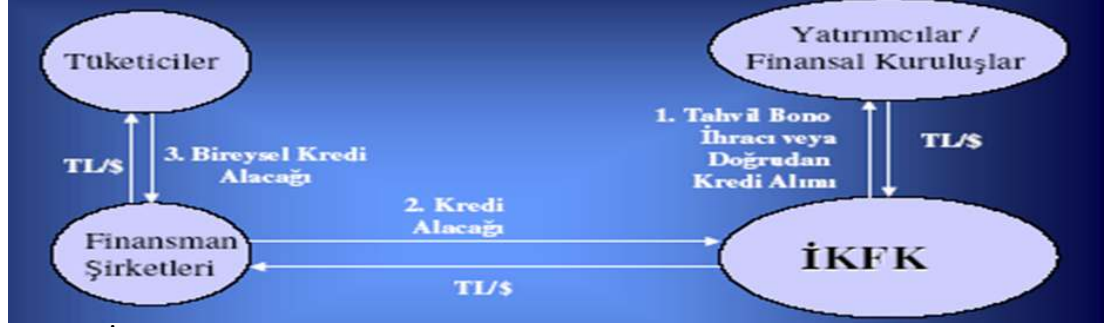 Tüketiciler
Yatırımcılar /
Finansal Kuruluşlar
1. Tahvil Bono
İhracı veya
Doğrudan
Kredi Alımı
TL/$
TL/$
3. Bireysel Kredi
Alacağı
2. Kredi
Alacağı
Finansman
Şirketleri
İKFK
TL/$